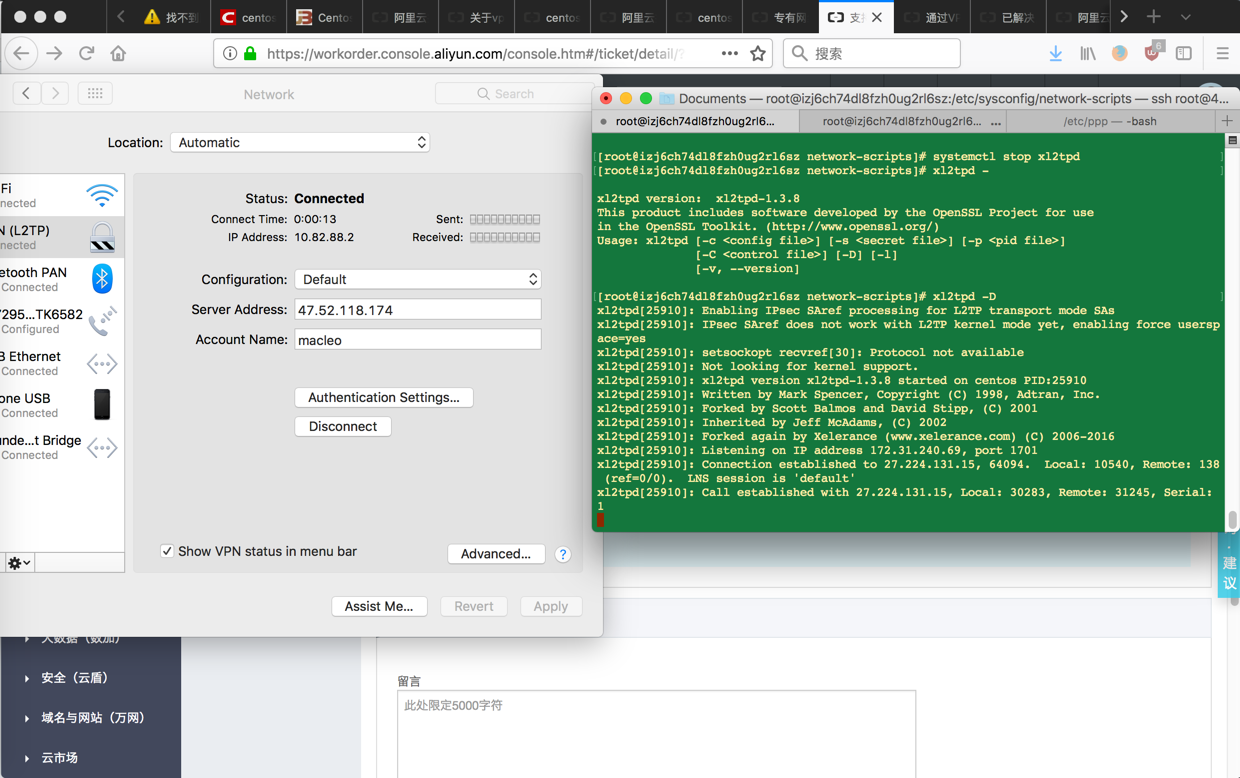 找不到
cento
Cento
阿里云
关于vp
cento
阿里云
cento
专有网
支
通过VP
已解决
阿里云
https://workorder.console.aliyun.com/console.htm#/ticket/detail/?
搜索
6
Network
Search
Location: Automatic
Fi
nnected
N (L2TP)
nnected
etooth PAN
Connected
7295...TK6582
Configured
B Ethernet
Connected
one USB
Connected
unde...t Bridge
Connected
Status: Connected
Connect Time: 0:00:13 Sent:
IP Address: 10.82.88.2 Received:
Configuration: Default
Server Address: 47.52.118.174
Account Name: macleo
Authentication Settings...
Disconnect
Show VPN status in menu bar
Advanced...
?
Assist Me...
Revert
Apply
Documents — root@izj6ch74dl8fzh0ug2rl6sz:/etc/sysconfig/network-scripts — ssh root@4...
root@izj6ch74dl8fzh0ug2rl6...
root@izj6ch74dl8fzh0ug2rl6... ...
/etc/ppp — -bash
[root@izj6ch74dl8fzh0ug2rl6sz network-scripts]# systemctl stop xl2tpd
[root@izj6ch74dl8fzh0ug2rl6sz network-scripts]# xl2tpd -
xl2tpd version:  xl2tpd-1.3.8
This product includes software developed by the OpenSSL Project for use
in the OpenSSL Toolkit. (http://www.openssl.org/)
Usage: xl2tpd [-c <config file>] [-s <secret file>] [-p <pid file>]
[-C <control file>] [-D] [-l]
[-v, --version]
[root@izj6ch74dl8fzh0ug2rl6sz network-scripts]# xl2tpd -D
xl2tpd[25910]: Enabling IPsec SAref processing for L2TP transport mode SAs
xl2tpd[25910]: IPsec SAref does not work with L2TP kernel mode yet, enabling force usersp
ace=yes
xl2tpd[25910]: setsockopt recvref[30]: Protocol not available
xl2tpd[25910]: Not looking for kernel support.
xl2tpd[25910]: xl2tpd version xl2tpd-1.3.8 started on centos PID:25910
xl2tpd[25910]: Written by Mark Spencer, Copyright (C) 1998, Adtran, Inc.
xl2tpd[25910]: Forked by Scott Balmos and David Stipp, (C) 2001
xl2tpd[25910]: Inherited by Jeff McAdams, (C) 2002
xl2tpd[25910]: Forked again by Xelerance (www.xelerance.com) (C) 2006-2016
xl2tpd[25910]: Listening on IP address 172.31.240.69, port 1701
xl2tpd[25910]: Connection established to 27.224.131.15, 64094.  Local: 10540, Remote: 138
(ref=0/0).  LNS session is 'default'
xl2tpd[25910]: Call established with 27.224.131.15, Local: 30283, Remote: 31245, Serial:
1
建
议
大数据（数加）
安全（云盾）
域名与网站（万网）
云市场
留言
此处限定5000字符